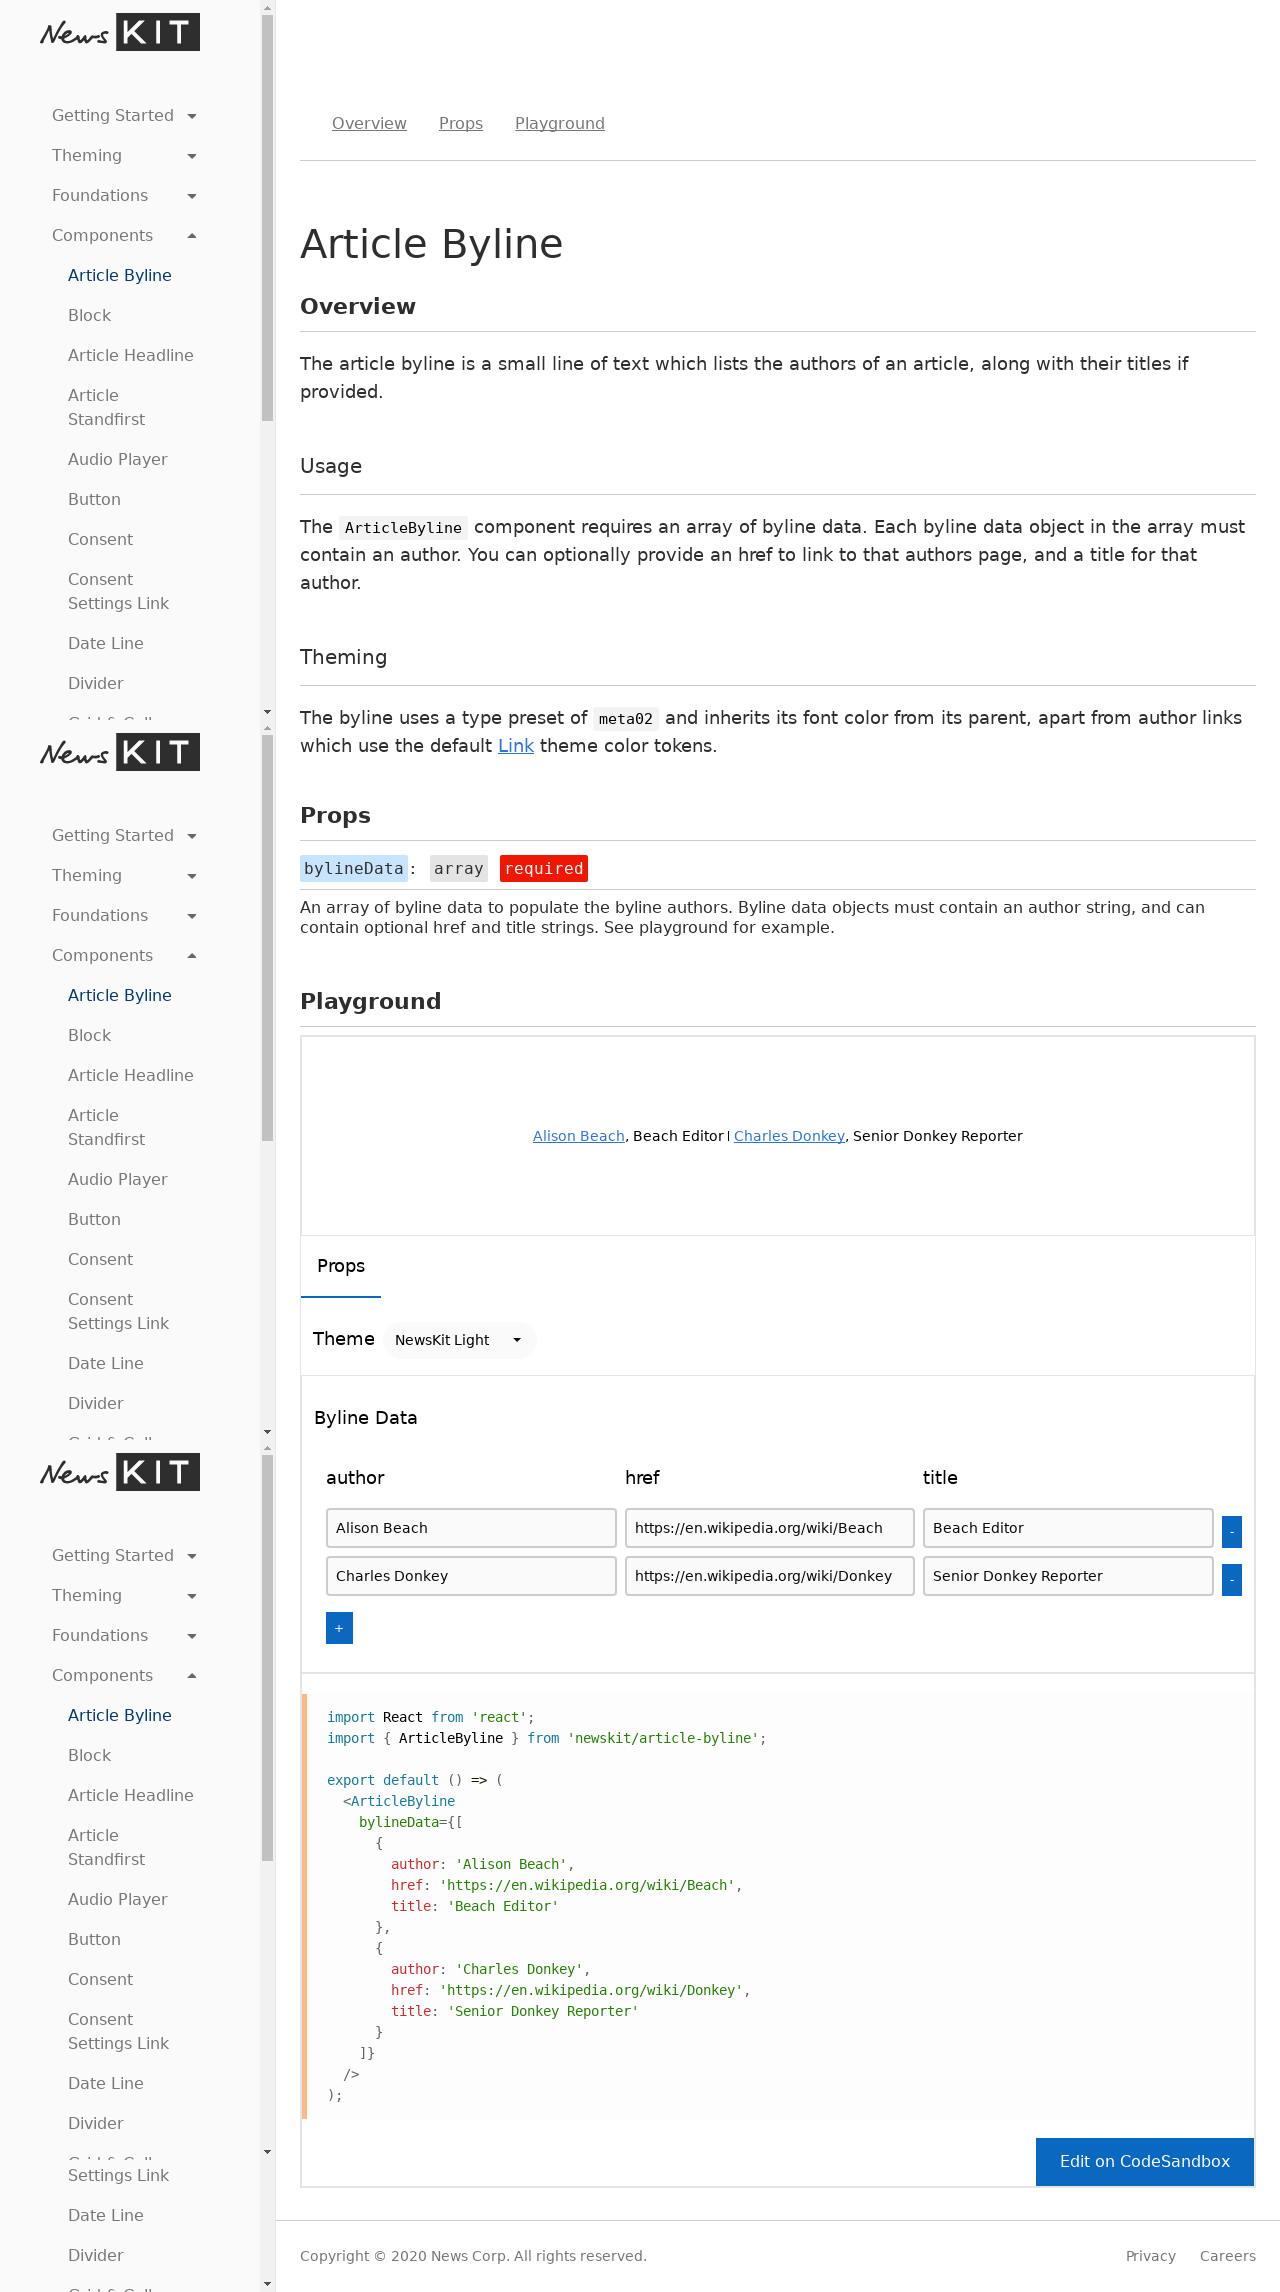 News KIT
Getting Started
Theming
Foundations
Components
Article Byline
Block
Article Headline
Article
Standfirst
Audio Player
Button
Consent
Consent
Settings Link
Date Line
Divider
News KIT
Getting Started
Theming
Foundations
Components
Article Byline
Block
Article Headline
Article
Standfirst
Audio Player
Button
Consent
Consent
Settings Link
Date Line
Divider
News KIT
Getting Started
Theming
Foundations
Components
Article Byline
Block
Article Headline
Article
Standfirst
Audio Player
Button
Consent
Consent
Settings Link
Date Line
Divider
Settings Link
Date Line
Divider
Overview Props Playground
Article Byline
Overview
The article byline is a small line of text which lists the authors of an article, along with their titles if
provided.
Usage
The ArticleByline component requires an array of byline data. Each byline data object in the array must
contain an author. You can optionally provide an href to link to that authors page, and a title for that
author.
Theming
The byline uses a type preset of meta02 and inherits its font color from its parent, apart from author links
which use the default Link theme color tokens.
Props
bylineData: array required
An array of byline data to populate the byline authors. Byline data objects must contain an author string, and can
contain optional href and title strings. See playground for example.
Playground
Alison Beach, Beach Editor | Charles Donkey, Senior Donkey Reporter
Props
Theme NewsKit Light
Byline Data
author href title
Alison Beach https://en.wikipedia.org/wiki/Beach Beach Editor -
Charles Donkey https://en.wikipedia.org/wiki/Donkey Senior Donkey Reporter -
+
import React from 'react';
import { ArticleByline } from 'newskit/article-byline';
export default () => (
<ArticleByline
bylineData={[
{
author: 'Alison Beach',
href: 'https://en.wikipedia.org/wiki/Beach',
title: 'Beach Editor'
},
{
author: 'Charles Donkey',
href: 'https://en.wikipedia.org/wiki/Donkey',
title: 'Senior Donkey Reporter'
}
]}
/>
);
Edit on CodeSandbox
Copyright © 2020 News Corp. All rights reserved. Privacy Careers